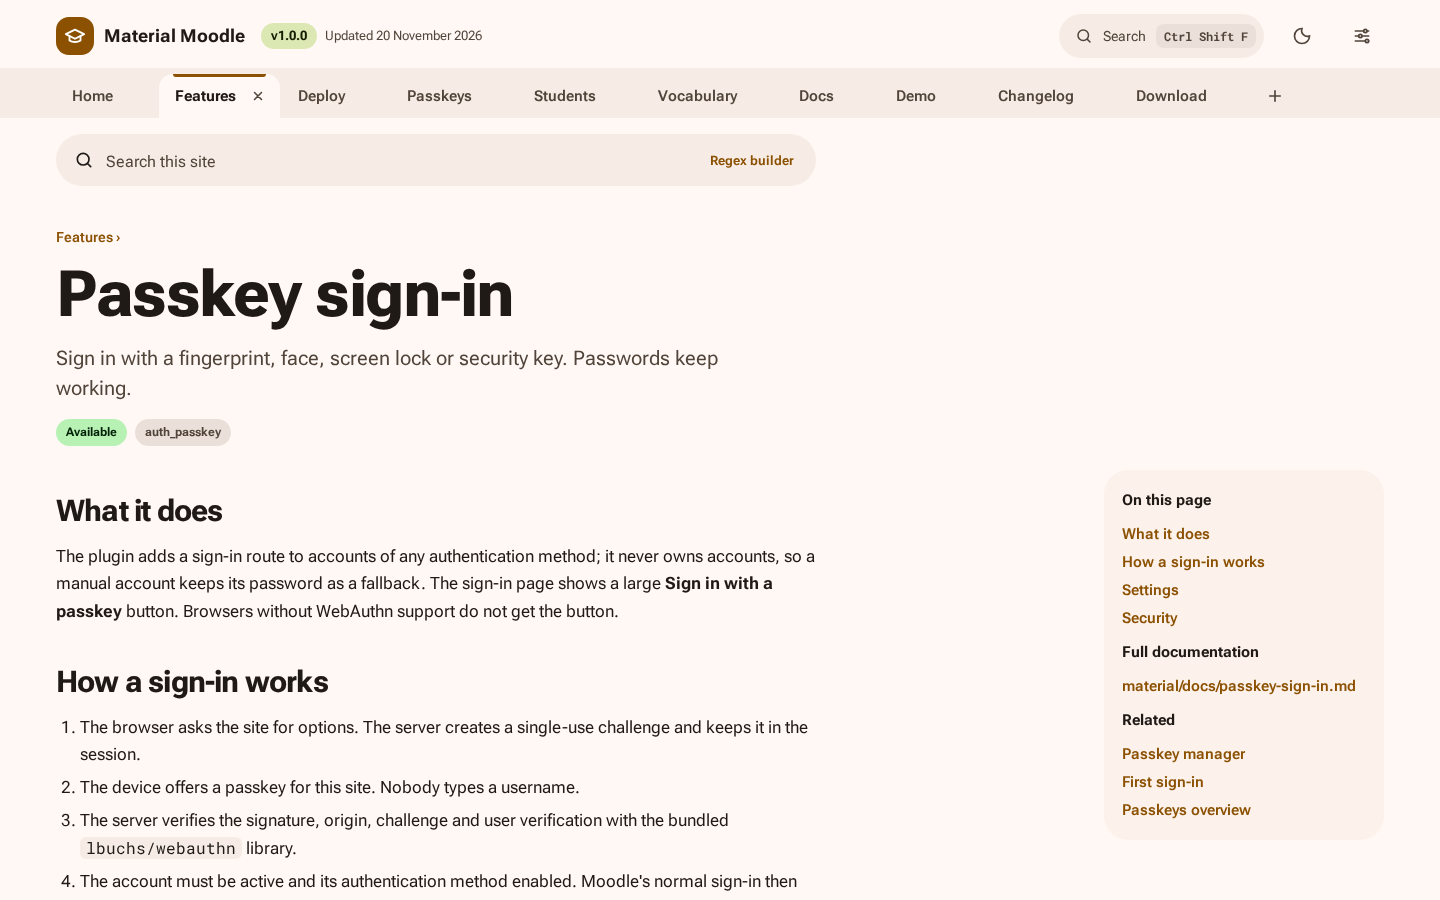 Material Moodle
v1.0.0
Updated 20 November 2026
Search
Ctrl Shift F
Home
Features
Deploy
Passkeys
Students
Vocabulary
Docs
Demo
Changelog
Download
Search this site
Regex builder
Features ›
Passkey sign-in
Sign in with a fingerprint, face, screen lock or security key. Passwords keep
working.
Available
auth_passkey
What it does
The plugin adds a sign-in route to accounts of any authentication method; it never owns accounts, so a
manual account keeps its password as a fallback. The sign-in page shows a large Sign in with a
passkey button. Browsers without WebAuthn support do not get the button.
How a sign-in works
1. The browser asks the site for options. The server creates a single-use challenge and keeps it in the
session.
2. The device offers a passkey for this site. Nobody types a username.
3. The server verifies the signature, origin, challenge and user verification with the bundled
lbuchs/webauthn library.
4. The account must be active and its authentication method enabled. Moodle's normal sign-in then
On this page
What it does
How a sign-in works
Settings
Security
Full documentation
material/docs/passkey-sign-in.md
Related
Passkey manager
First sign-in
Passkeys overview